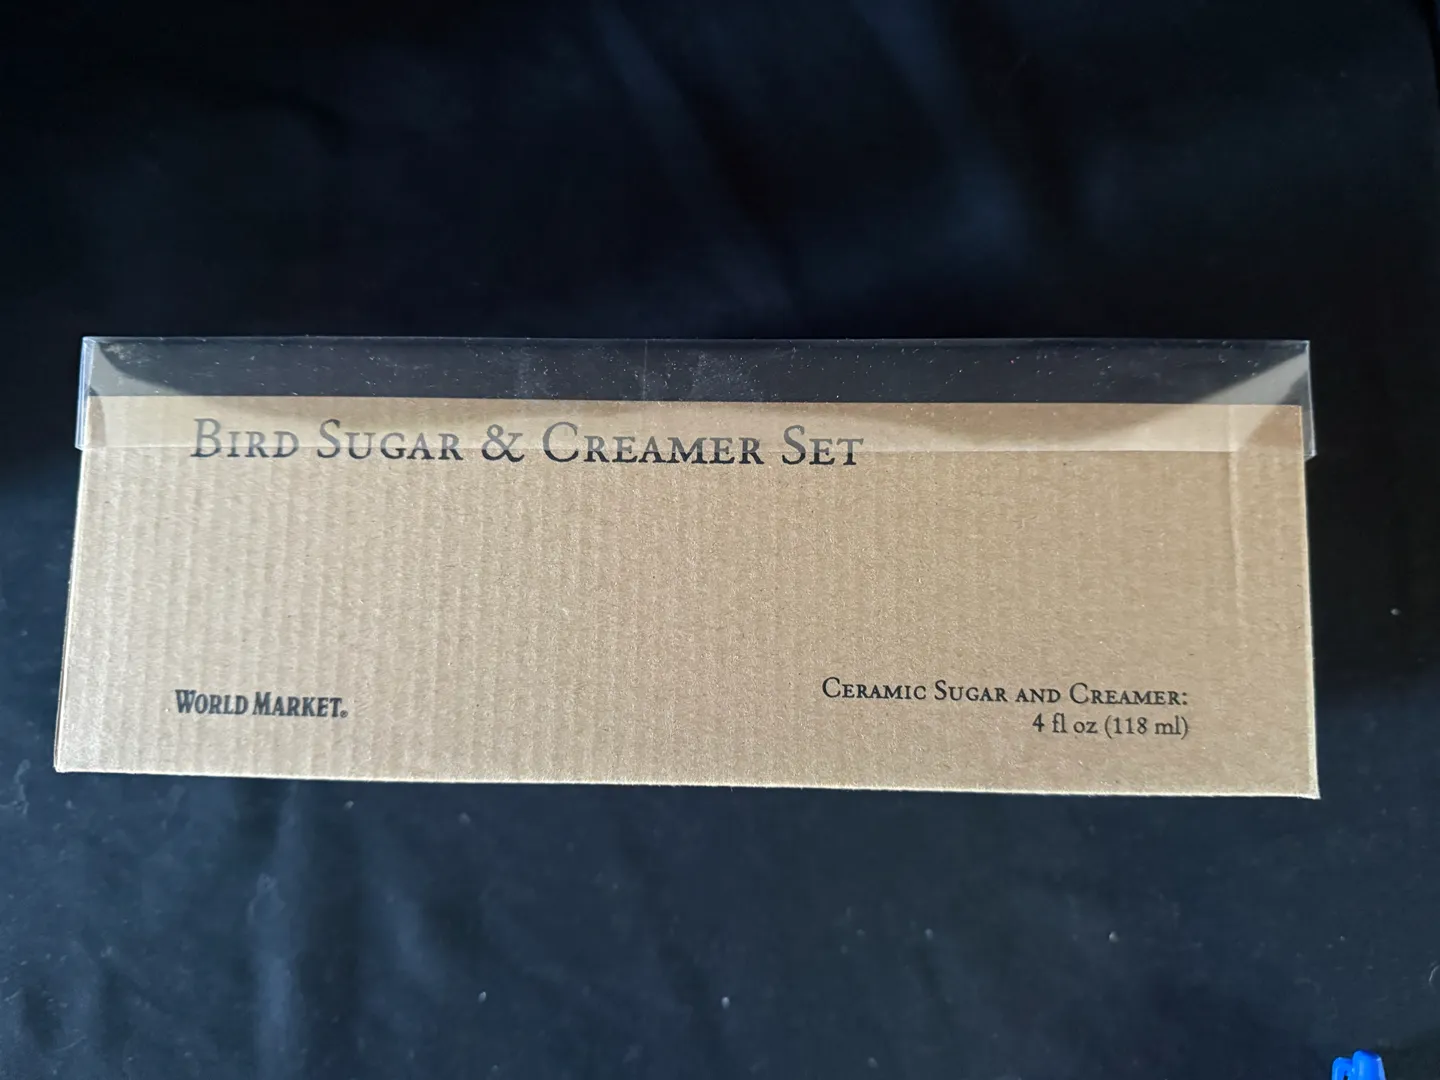 Bird Sugar & Creamer Set
World Market®
Ceramic Sugar and Creamer:
4 fl oz (118 ml)